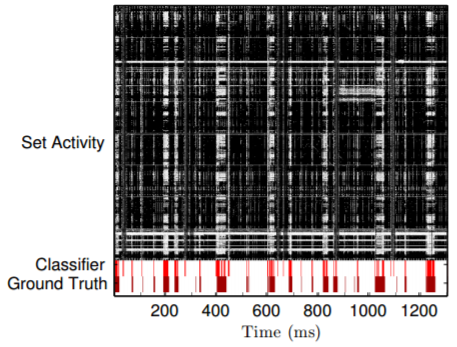 Set Activity
Classifier
Ground Truth
200 400 600 800 1000 1200
Time (ms)